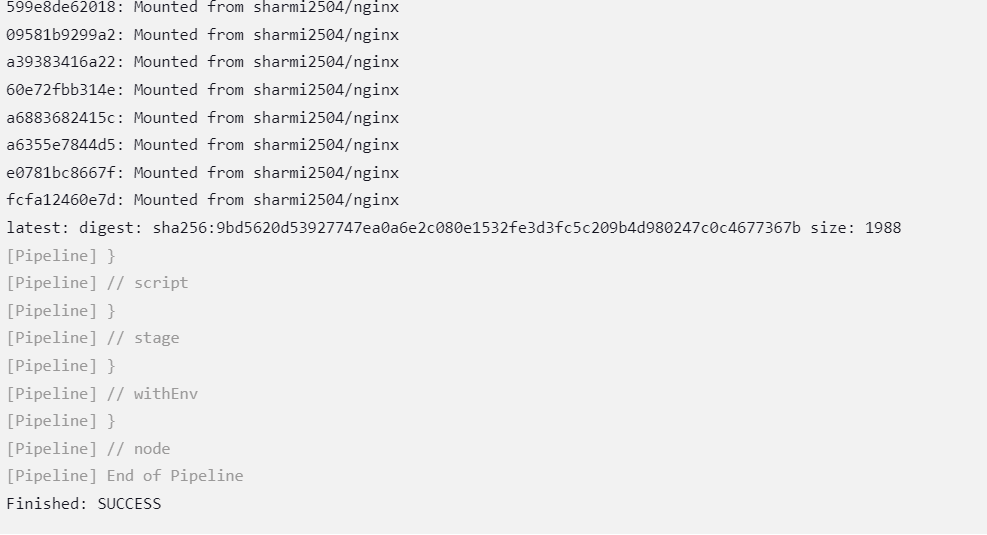 599e8de62018: Mounted from sharmi2504/nginx
09581b9299a2: Mounted from sharmi2504/nginx
a39383416a22: Mounted from sharmi2504/nginx
60e72fbb314e: Mounted from sharmi2504/nginx
a6883682415c: Mounted from sharmi2504/nginx
a6355e7844d5: Mounted from sharmi2504/nginx
e0781bc8667f: Mounted from sharmi2504/nginx
fcfa12460e7d: Mounted from sharmi2504/nginx
latest: digest: sha256:9bd5620d53927747ea0a6e2c080e1532fe3d3fc5c209b4d980247c0c4677367b size: 1988
[Pipeline] }
[Pipeline] // script
[Pipeline] }
[Pipeline] // stage
[Pipeline] }
[Pipeline] // withEnv
[Pipeline] }
[Pipeline] // node
[Pipeline] End of Pipeline
Finished: SUCCESS